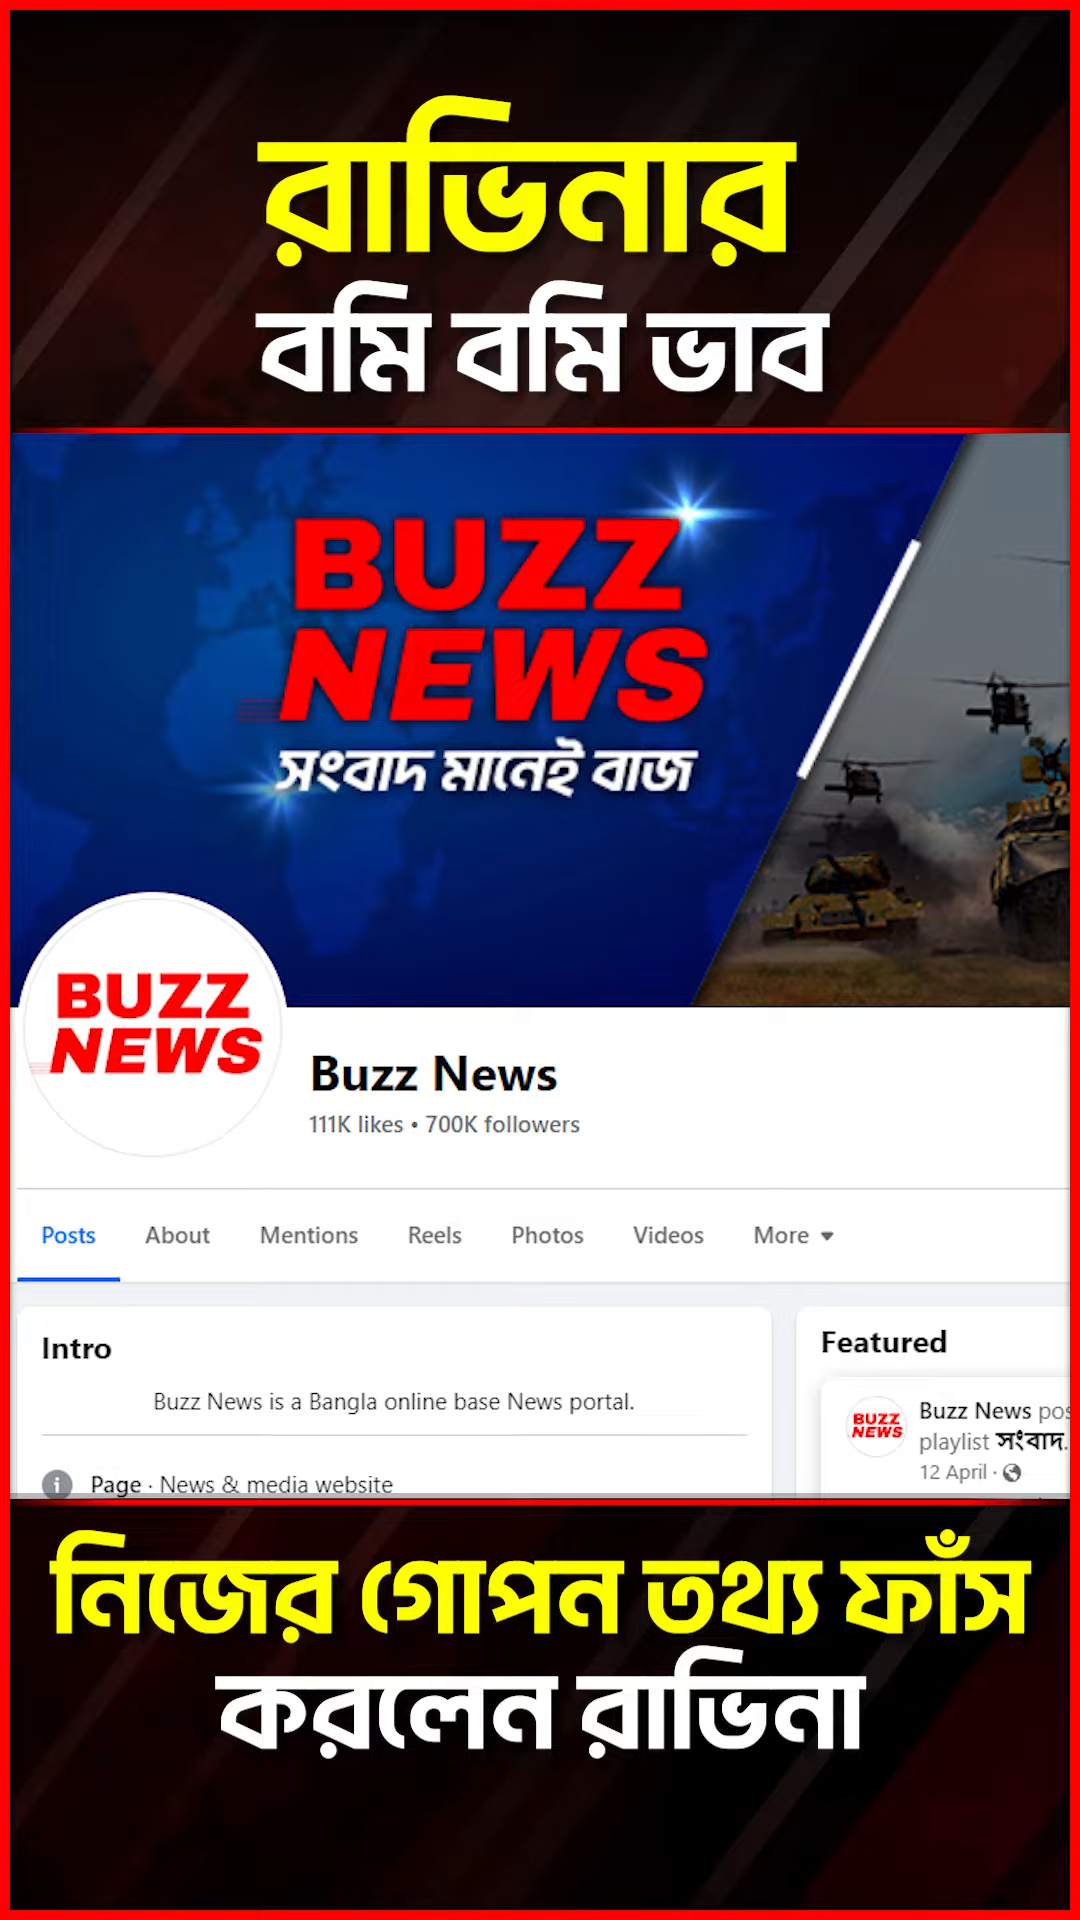 রাভিনার
বমি বমি ভাব
BUZZ
NEWS
সংবাদ মানেই বাজ
BUZZ
NEWS
Buzz News
111K likes • 700K followers
Posts About Mentions Reels Photos Videos More
Intro
Buzz News is a Bangla online base News portal.
Page · News & media website
Featured
BUZZ
NEWS
Buzz News pos
playlist সংবাদ.
12 April ·
নিজের গোপন তথ্য ফাঁস
করলেন রাভিনা